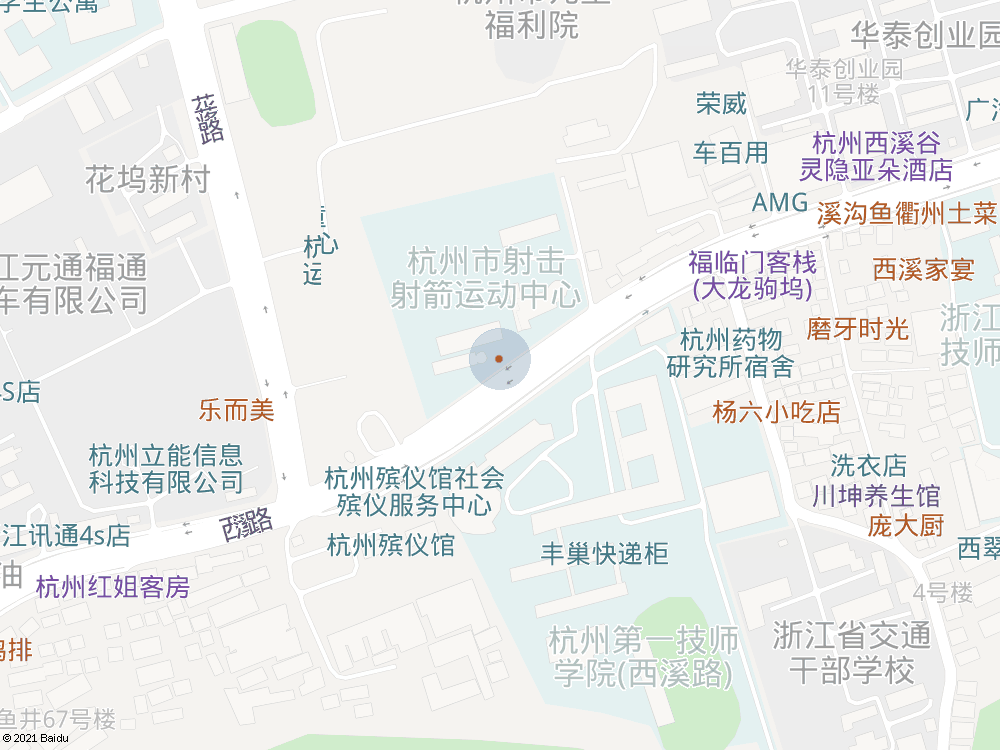 学生公寓
福利院
华泰创业园
华泰创业园
11号楼
荣威
广汽
花坞路
车百用
杭州西溪谷
灵隐亚朵酒店
花坞新村
AMG
溪沟鱼衢州土菜
杭州市射击
射箭运动中心
福临门客栈
(大龙驹坞)
西溪家宴
江元通福通
车有限公司
浙江
技师
磨牙时光
杭州药物
研究所宿舍
4S店
乐而美
杨六小吃店
杭州立能信息
科技有限公司
杭州殡仪馆社会
殡仪服务中心
洗衣店
川坤养生馆
庞大厨
西溪路
江讯通4s店
杭州殡仪馆
丰巢快递柜
西翠
油
杭州红姐客房
4号楼
杭州第一技师
学院(西溪路)
浙江省交通
干部学校
排
鱼井67号楼
© 2021 Baidu